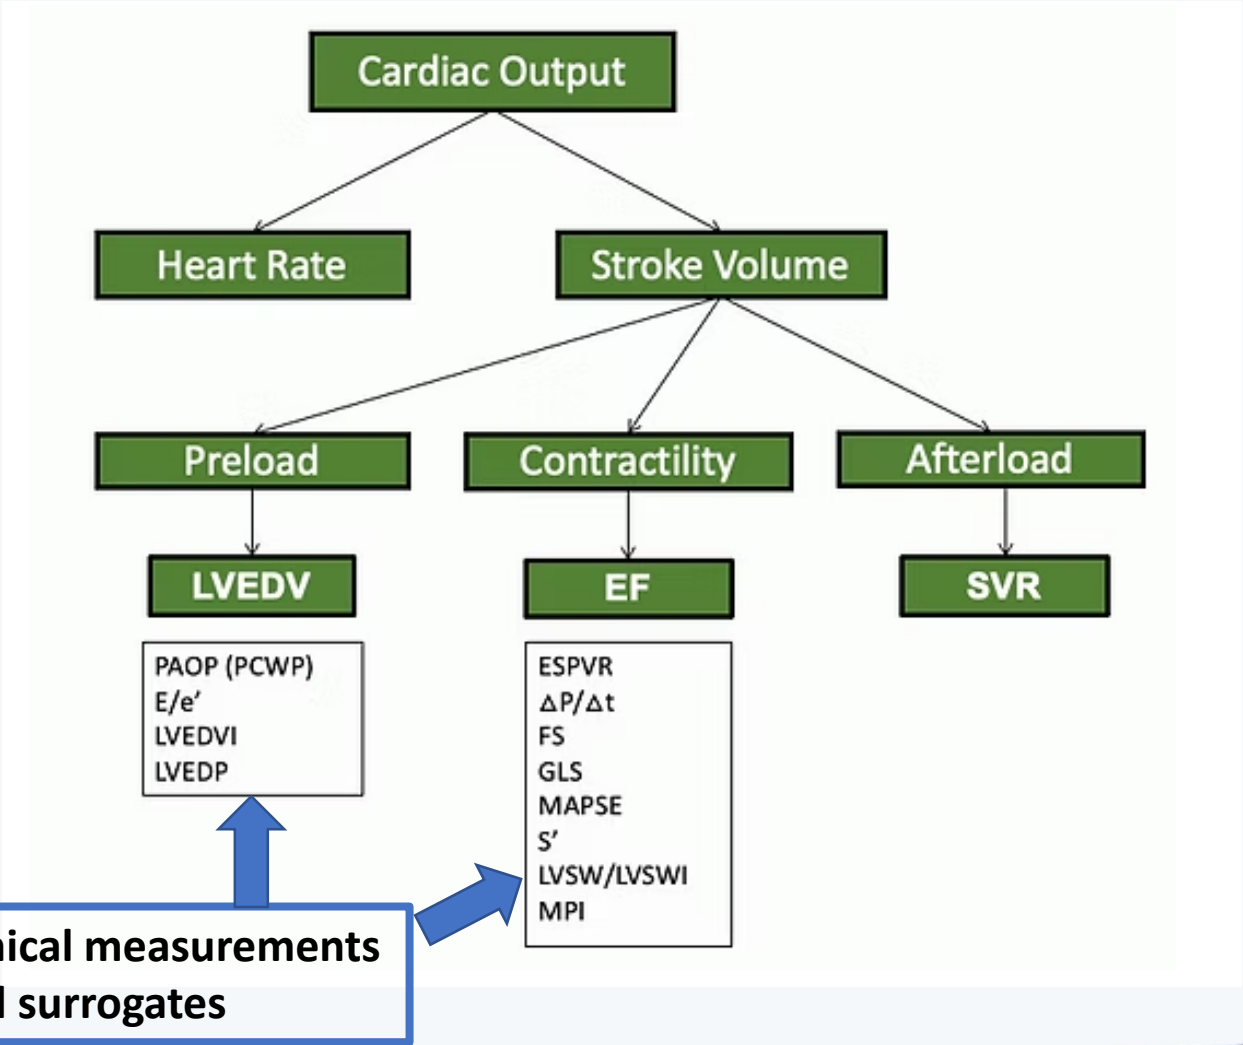 Cardiac Output
Heart Rate
Stroke Volume
Preload
Contractility
Afterload
LVEDV
EF
SVR
PAOP (PCWP)
E/e’
LVEDVI
LVEDP
ESPVR
ΔP/Δt
FS
GLS
MAPSE
S’
LVSW/LVSWI
MPI
measurements
surrogates